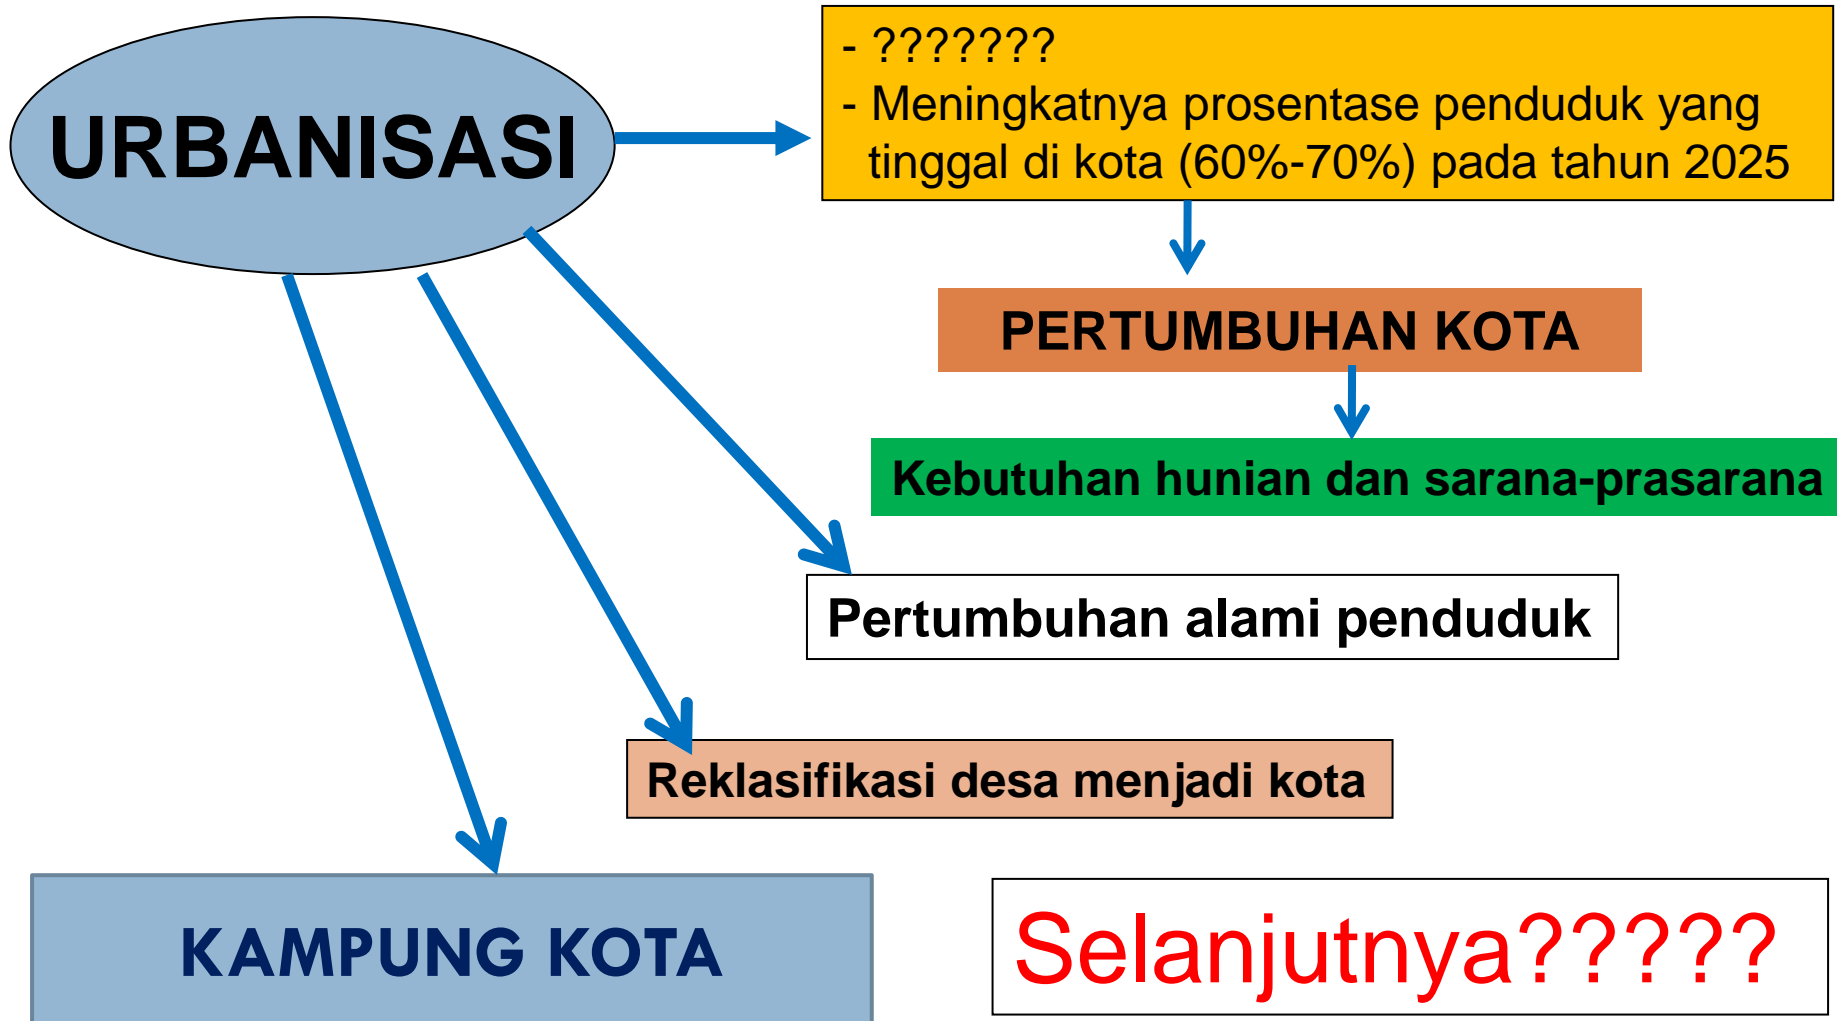 URBANISASI
- ???????
- Meningkatnya prosentase penduduk yang
tinggal di kota (60%-70%) pada tahun 2025
PERTUMBUHAN KOTA
Kebutuhan hunian dan sarana-prasarana
Pertumbuhan alami penduduk
Reklasifikasi desa menjadi kota
KAMPUNG KOTA
Selanjutnya?????